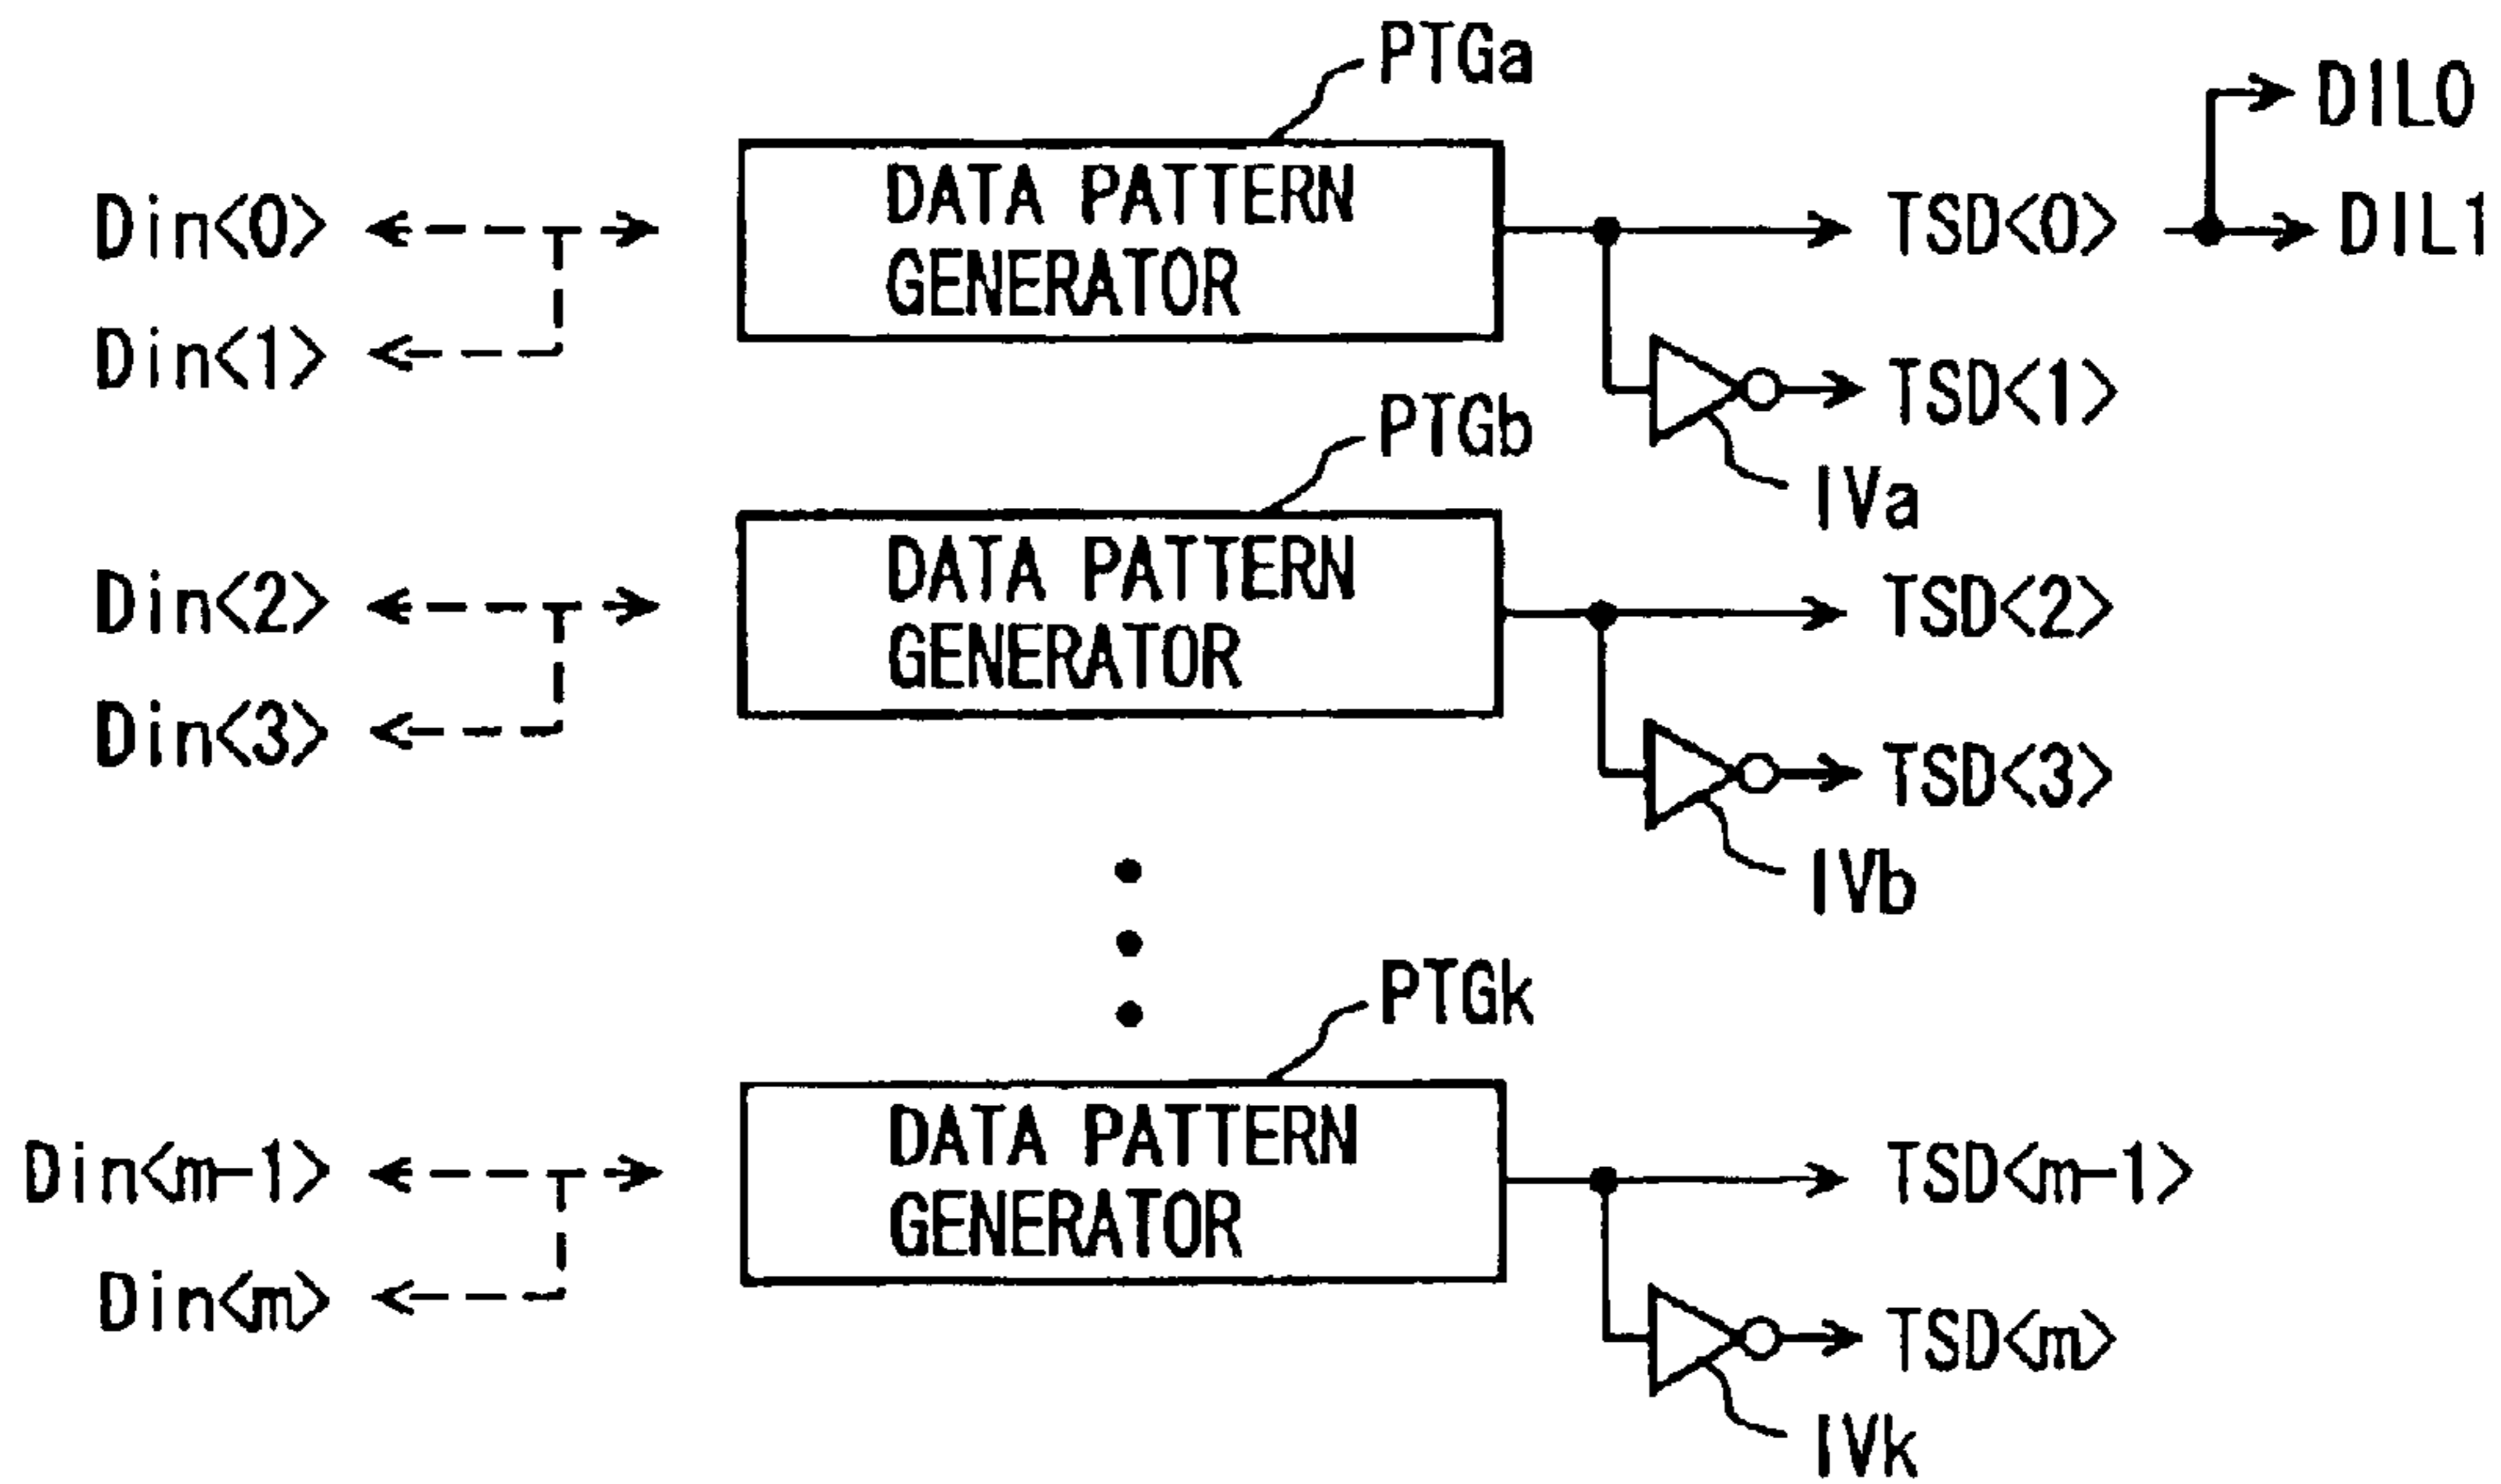 PTGa
DIL0
Din<0>
DATA PATTERN
GENERATOR
TSD<0>
DIL1
Din<1>
TSD<1>
IVa
PTGb
Din<2>
DATA PATTERN
GENERATOR
TSD<2>
Din<3>
TSD<3>
IVb
PTGk
Din<m-1>
DATA PATTERN
GENERATOR
TSD<m-1>
Din<m>
TSD<m>
IVk